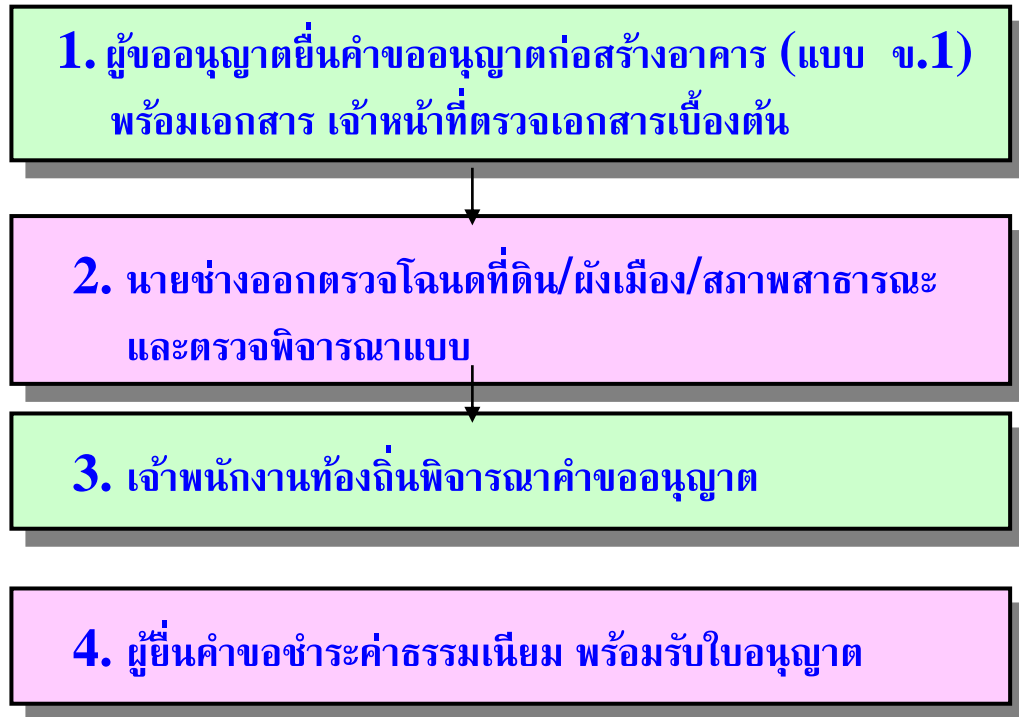 1. ผู้ขออนุญาตยื่นคำขออนุญาตก่อสร้างอาคาร (แบบ ข.1)
พร้อมเอกสาร เจ้าหน้าที่ตรวจเอกสารเบื้องต้น
2. นายช่างออกตรวจโฉนดที่ดิน/ผังเมือง/สภาพสาธารณะ
และตรวจพิจารณาแบบ
3. เจ้าพนักงานท้องถิ่นพิจารณาคำขออนุญาต
4. ผู้ยื่นคำขอชำระค่าธรรมเนียม พร้อมรับใบอนุญาต